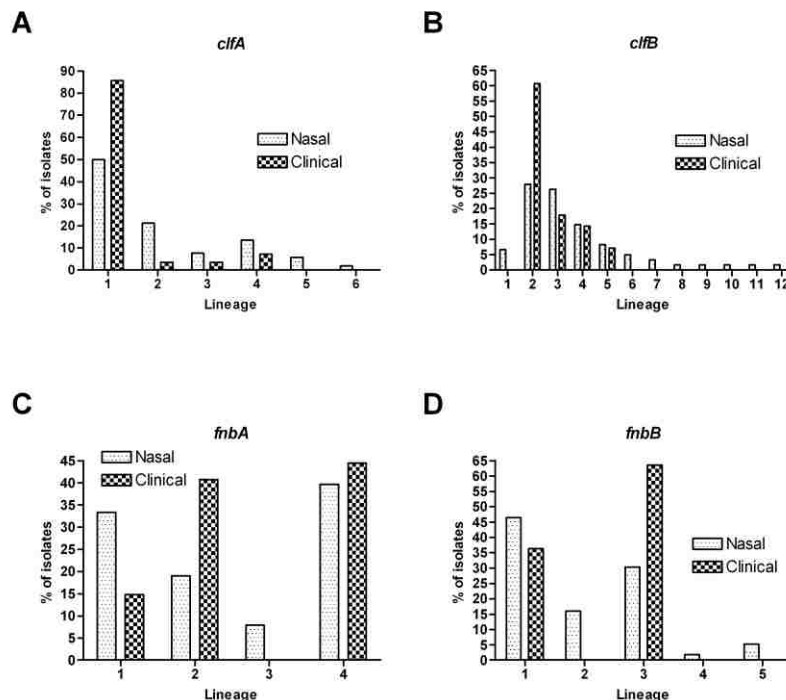 A
clfA
90
80
70
60
50
40
30
20
10
0
% of isolates
Nasal
Clinical
1 2 3 4 5 6
Lineage
B
clfB
65
60
55
50
45
40
35
30
25
20
15
10
5
0
% of isolates
Nasal
Clinical
1 2 3 4 5 6 7 8 9 10 11 12
Lineage
C
fnbA
45
40
35
30
25
20
15
10
5
0
% of isolates
Nasal
Clinical
1 2 3 4
Lineage
D
fnbB
65
60
55
50
45
40
35
30
25
20
15
10
5
0
% of isolates
Nasal
Clinical
1 2 3 4 5
Lineage